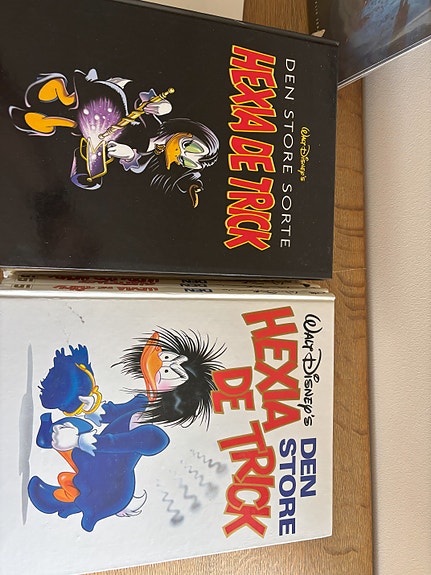 Walt Disney's
DEN STORE SORTE
HEXIA DE TRICK
Walt Disney's
DEN STORE
HEXIA
DE TRICK